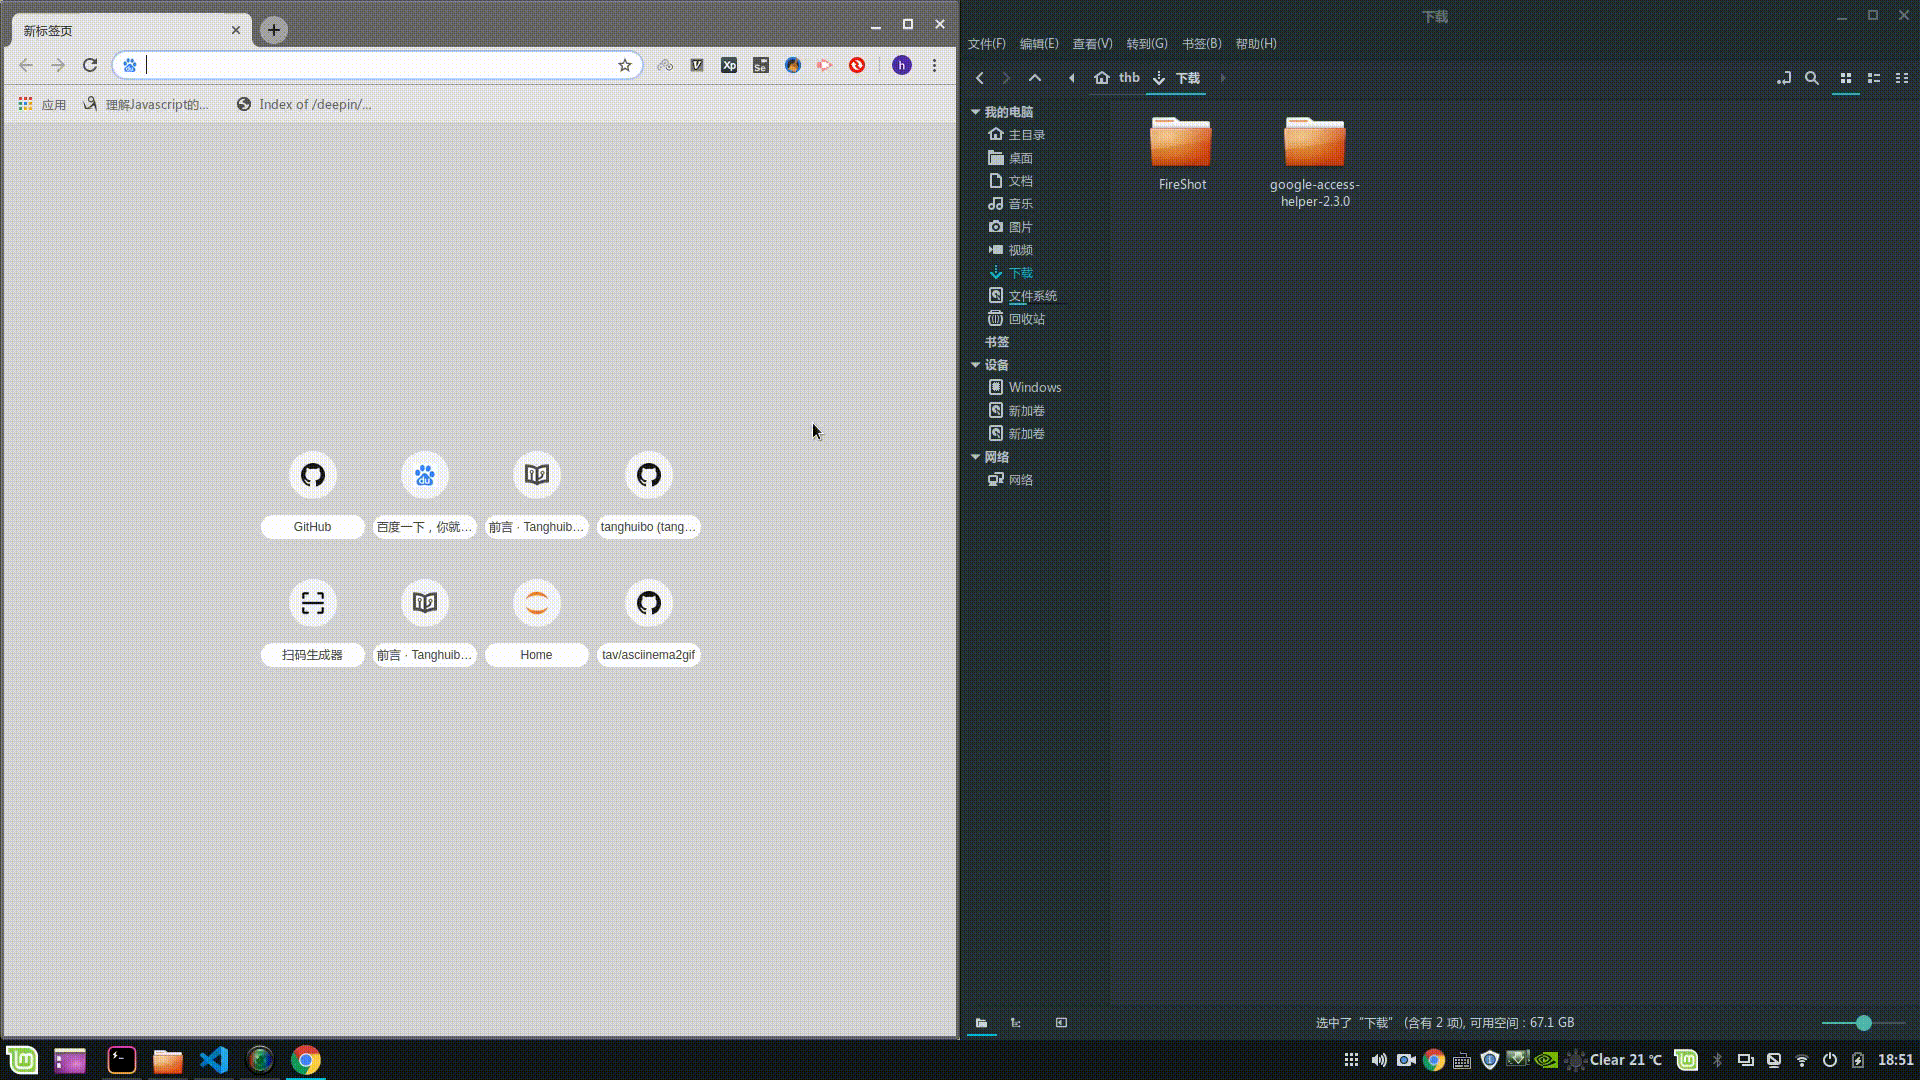 新标签页
应用
理解Javascript的...
Index of /deepin/...
GitHub
百度一下，你就...
前言 · Tanghuib...
tanghuibo (tang...
扫码生成器
前言 · Tanghuib...
Home
tav/asciinema2gif
下载
文件(F) 编辑(E) 查看(V) 转到(G) 书签(B) 帮助(H)
thb 下载
我的电脑
主目录
桌面
文档
音乐
图片
视频
下载
文件系统
回收站
书签
设备
Windows
新加卷
新加卷
网络
网络
FireShot
google-access-
helper-2.3.0
选中了“下载” (含有 2 项), 可用空间：67.1 GB
Clear 21 ℃
18:51